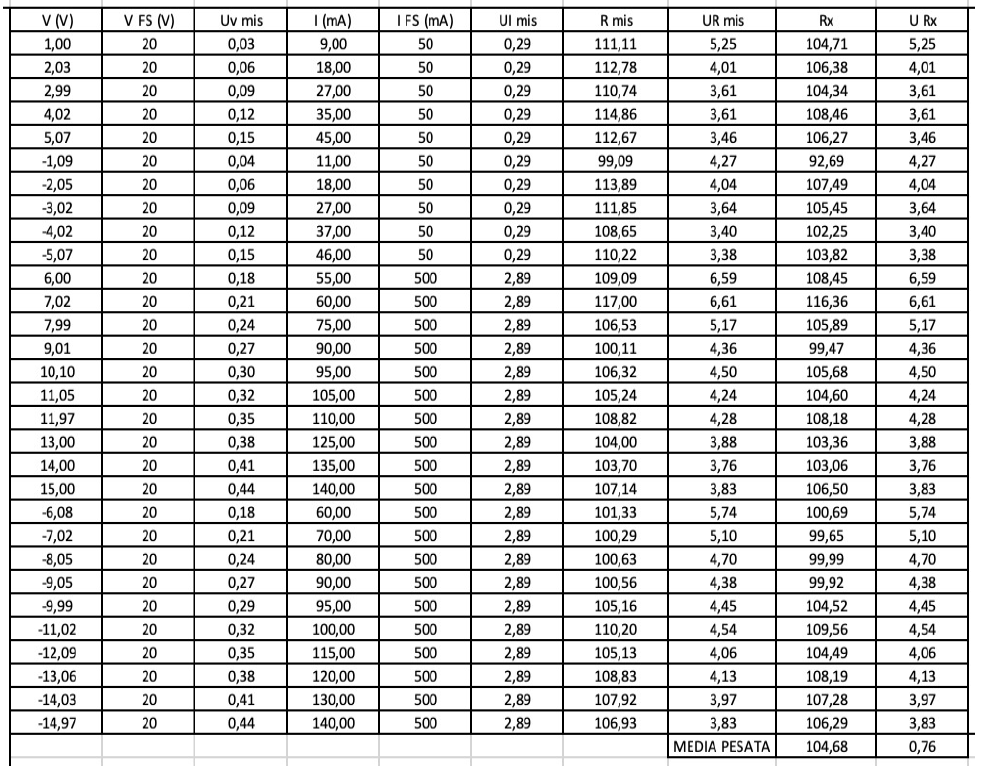 V (V) V FS (V) Uv mis I (mA) I FS (mA) UI mis R mis UR mis Rx U Rx
1,00 20 0,03 9,00 50 0,29 111,11 5,25 104,71 5,25
2,03 20 0,06 18,00 50 0,29 112,78 4,01 106,38 4,01
2,99 20 0,09 27,00 50 0,29 110,74 3,61 104,34 3,61
4,02 20 0,12 35,00 50 0,29 114,86 3,61 108,46 3,61
5,07 20 0,15 45,00 50 0,29 112,67 3,46 106,27 3,46
-1,09 20 0,04 11,00 50 0,29 99,09 4,27 92,69 4,27
-2,05 20 0,06 18,00 50 0,29 113,89 4,04 107,49 4,04
-3,02 20 0,09 27,00 50 0,29 111,85 3,64 105,45 3,64
-4,02 20 0,12 37,00 50 0,29 108,65 3,40 102,25 3,40
-5,07 20 0,15 46,00 50 0,29 110,22 3,38 103,82 3,38
6,00 20 0,18 55,00 500 2,89 109,09 6,59 108,45 6,59
7,02 20 0,21 60,00 500 2,89 117,00 6,61 116,36 6,61
7,99 20 0,24 75,00 500 2,89 106,53 5,17 105,89 5,17
9,01 20 0,27 90,00 500 2,89 100,11 4,36 99,47 4,36
10,10 20 0,30 95,00 500 2,89 106,32 4,50 105,68 4,50
11,05 20 0,32 105,00 500 2,89 105,24 4,24 104,60 4,24
11,97 20 0,35 110,00 500 2,89 108,82 4,28 108,18 4,28
13,00 20 0,38 125,00 500 2,89 104,00 3,88 103,36 3,88
14,00 20 0,41 135,00 500 2,89 103,70 3,76 103,06 3,76
15,00 20 0,44 140,00 500 2,89 107,14 3,83 106,50 3,83
-6,08 20 0,18 60,00 500 2,89 101,33 5,74 100,69 5,74
-7,02 20 0,21 70,00 500 2,89 100,29 5,10 99,65 5,10
-8,05 20 0,24 80,00 500 2,89 100,63 4,70 99,99 4,70
-9,05 20 0,27 90,00 500 2,89 100,56 4,38 99,92 4,38
-9,99 20 0,29 95,00 500 2,89 105,16 4,45 104,52 4,45
-11,02 20 0,32 100,00 500 2,89 110,20 4,54 109,56 4,54
-12,09 20 0,35 115,00 500 2,89 105,13 4,06 104,49 4,06
-13,06 20 0,38 120,00 500 2,89 108,83 4,13 108,19 4,13
-14,03 20 0,41 130,00 500 2,89 107,92 3,97 107,28 3,97
-14,97 20 0,44 140,00 500 2,89 106,93 3,83 106,29 3,83
MEDIA PESATA 104,68 0,76